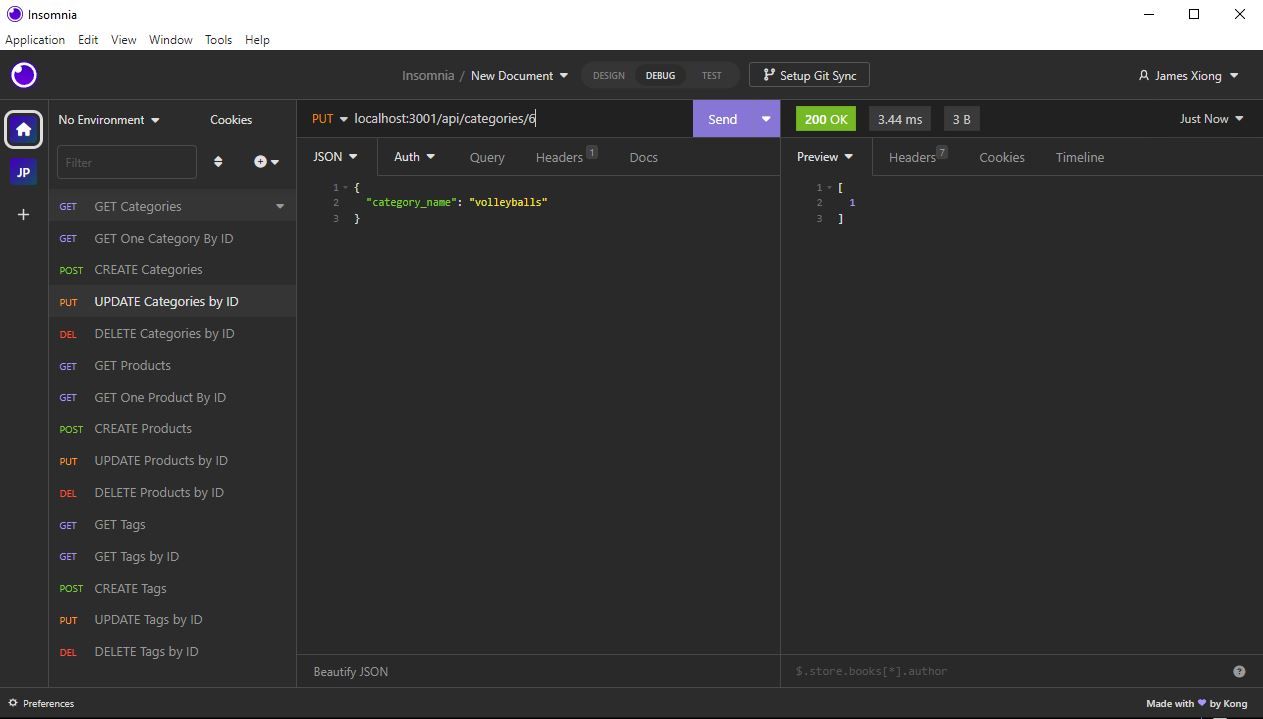 Insomnia
Application Edit View Window Tools Help
Insomnia / New Document DESIGN DEBUG TEST Setup Git Sync James Xiong
No Environment Cookies
PUT localhost:3001/api/categories/6 Send 200 OK 3.44 ms 3 B Just Now
JSON Auth Query Headers 1 Docs Preview Headers 7 Cookies Timeline
Filter
JP
1 {
2 "category_name": "volleyballs"
3 }
1 [
2 1
3 ]
GET GET Categories
GET GET One Category By ID
POST CREATE Categories
PUT UPDATE Categories by ID
DEL DELETE Categories by ID
GET GET Products
GET GET One Product By ID
POST CREATE Products
PUT UPDATE Products by ID
DEL DELETE Products by ID
GET GET Tags
GET GET Tags by ID
POST CREATE Tags
PUT UPDATE Tags by ID
DEL DELETE Tags by ID
Beautify JSON $.store.books[*].author ?
Preferences Made with ♥ by Kong